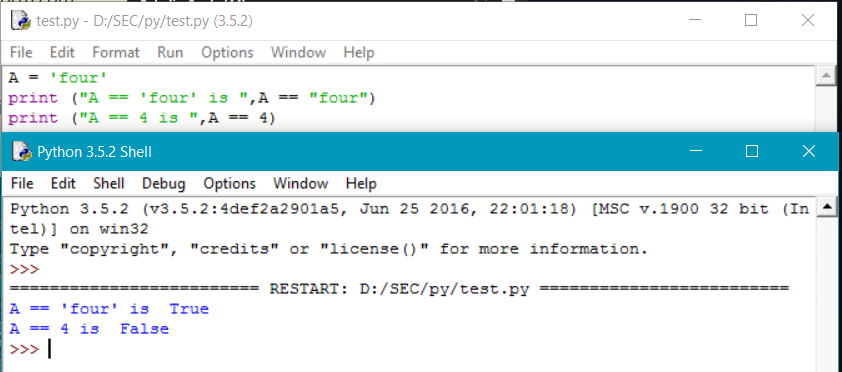 test.py - D:/SEC/py/test.py (3.5.2)
File Edit Format Run Options Window Help
A = 'four'
print ("A == 'four' is ",A == "four")
print ("A == 4 is ",A == 4)
Python 3.5.2 Shell
File Edit Shell Debug Options Window Help
Python 3.5.2 (v3.5.2:4def2a2901a5, Jun 25 2016, 22:01:18) [MSC v.1900 32 bit (In
tel)] on win32
Type "copyright", "credits" or "license()" for more information.
>>>
========================= RESTART: D:/SEC/py/test.py =========================
A == 'four' is  True
A == 4 is  False
>>>